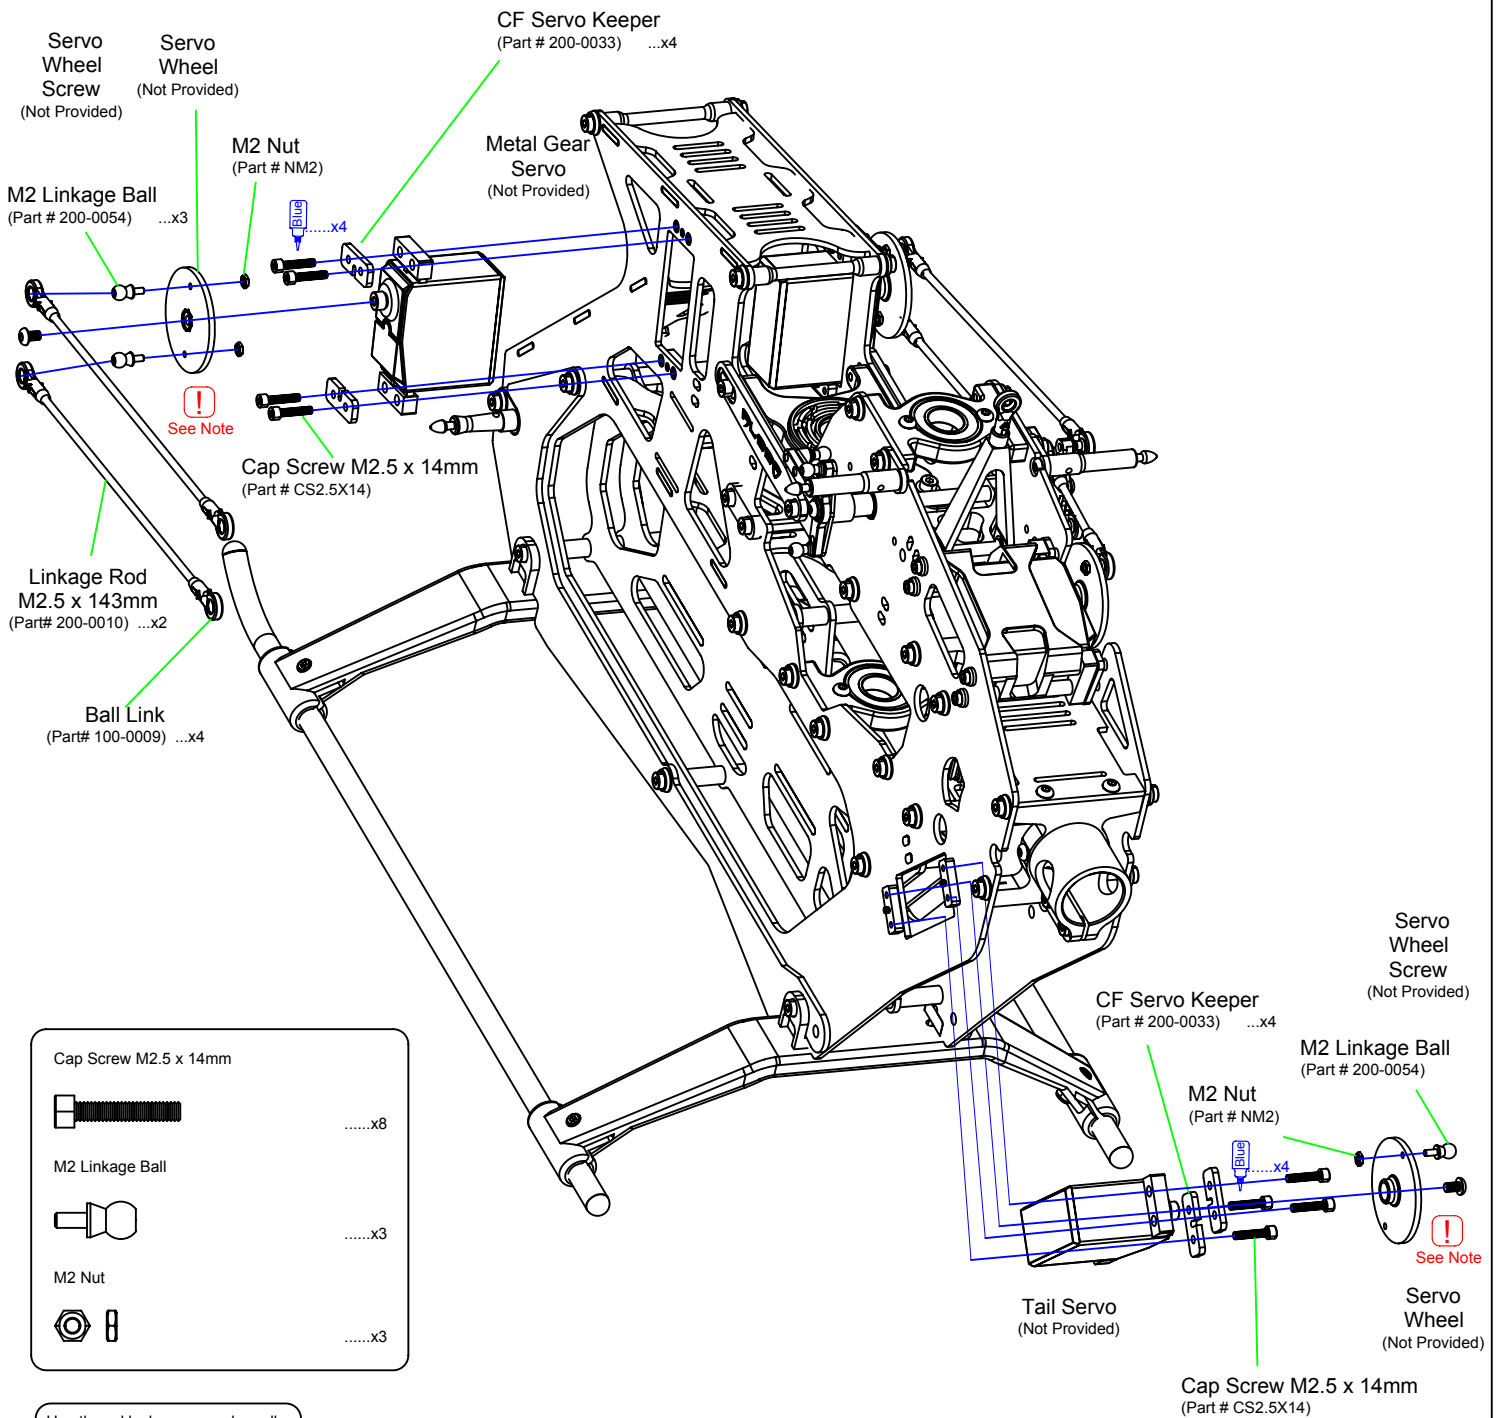 CF Servo Keeper
(Part # 200-0033) ...x4
Servo
Wheel
Screw
(Not Provided)
Servo
Wheel
(Not Provided)
M2 Nut
(Part # NM2)
Metal Gear
Servo
(Not Provided)
M2 Linkage Ball
(Part # 200-0054) ...x3
Blue
......x4
!
See Note
Cap Screw M2.5 x 14mm
(Part # CS2.5X14)
Linkage Rod
M2.5 x 143mm
(Part# 200-0010) ...x2
Ball Link
(Part# 100-0009) ...x4
Servo
Wheel
Screw
(Not Provided)
CF Servo Keeper
(Part # 200-0033) ...x4
M2 Linkage Ball
(Part # 200-0054)
M2 Nut
(Part # NM2)
Blue
......x4
!
See Note
Tail Servo
(Not Provided)
Servo
Wheel
(Not Provided)
Cap Screw M2.5 x 14mm
(Part # CS2.5X14)
Cap Screw M2.5 x 14mm
......x8
M2 Linkage Ball
......x3
M2 Nut
......x3